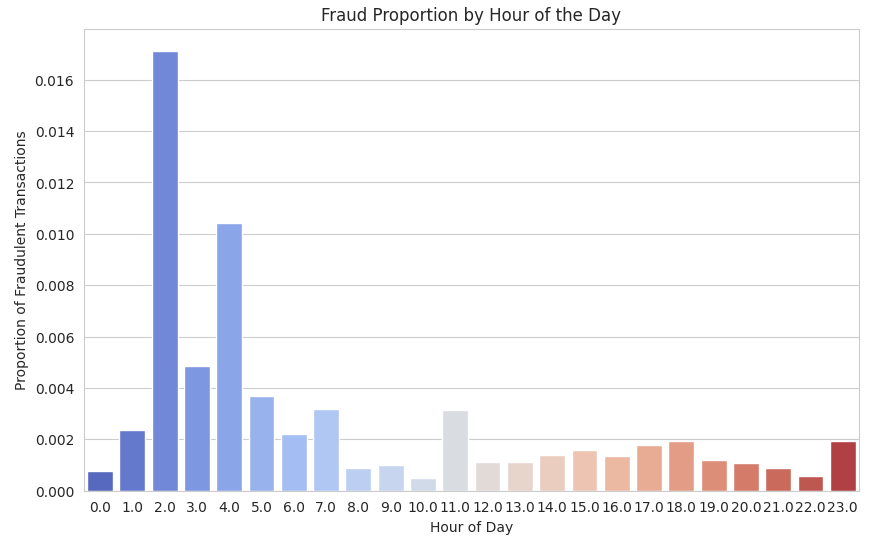 Fraud Proportion by Hour of the Day
Proportion of Fraudulent Transactions
0.016
0.014
0.012
0.010
0.008
0.006
0.004
0.002
0.000
0.0 1.0 2.0 3.0 4.0 5.0 6.0 7.0 8.0 9.0 10.0 11.0 12.0 13.0 14.0 15.0 16.0 17.0 18.0 19.0 20.0 21.0 22.0 23.0
Hour of Day